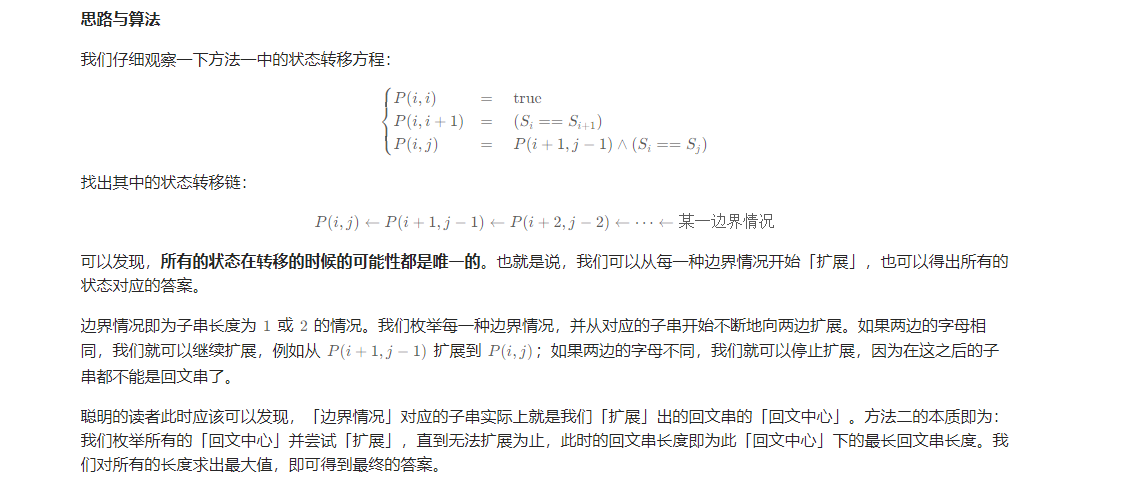 思路与算法
我们仔细观察一下方法一中的状态转移方程：
P(i, i) = true
P(i, i + 1) = (S_i == S_{i+1})
P(i, j) = P(i + 1, j − 1) ∧ (S_i == S_j)
找出其中的状态转移链：
P(i, j) ← P(i + 1, j − 1) ← P(i + 2, j − 2) ← ⋯ ← 某一边界情况
可以发现，所有的状态在转移的时候的可能性都是唯一的。也就是说，我们可以从每一种边界情况开始「扩展」，也可以得出所有的
状态对应的答案。
边界情况即为子串长度为 1 或 2 的情况。我们枚举每一种边界情况，并从对应的子串开始不断地向两边扩展。如果两边的字母相
同，我们就可以继续扩展，例如从 P(i + 1, j − 1) 扩展到 P(i, j)；如果两边的字母不同，我们就可以停止扩展，因为在这之后的子
串都不能是回文串了。
聪明的读者此时应该可以发现，「边界情况」对应的子串实际上就是我们「扩展」出的回文串的「回文中心」。方法二的本质即为：
我们枚举所有的「回文中心」并尝试「扩展」，直到无法扩展为止，此时的回文串长度即为此「回文中心」下的最长回文串长度。我
们对所有的长度求出最大值，即可得到最终的答案。